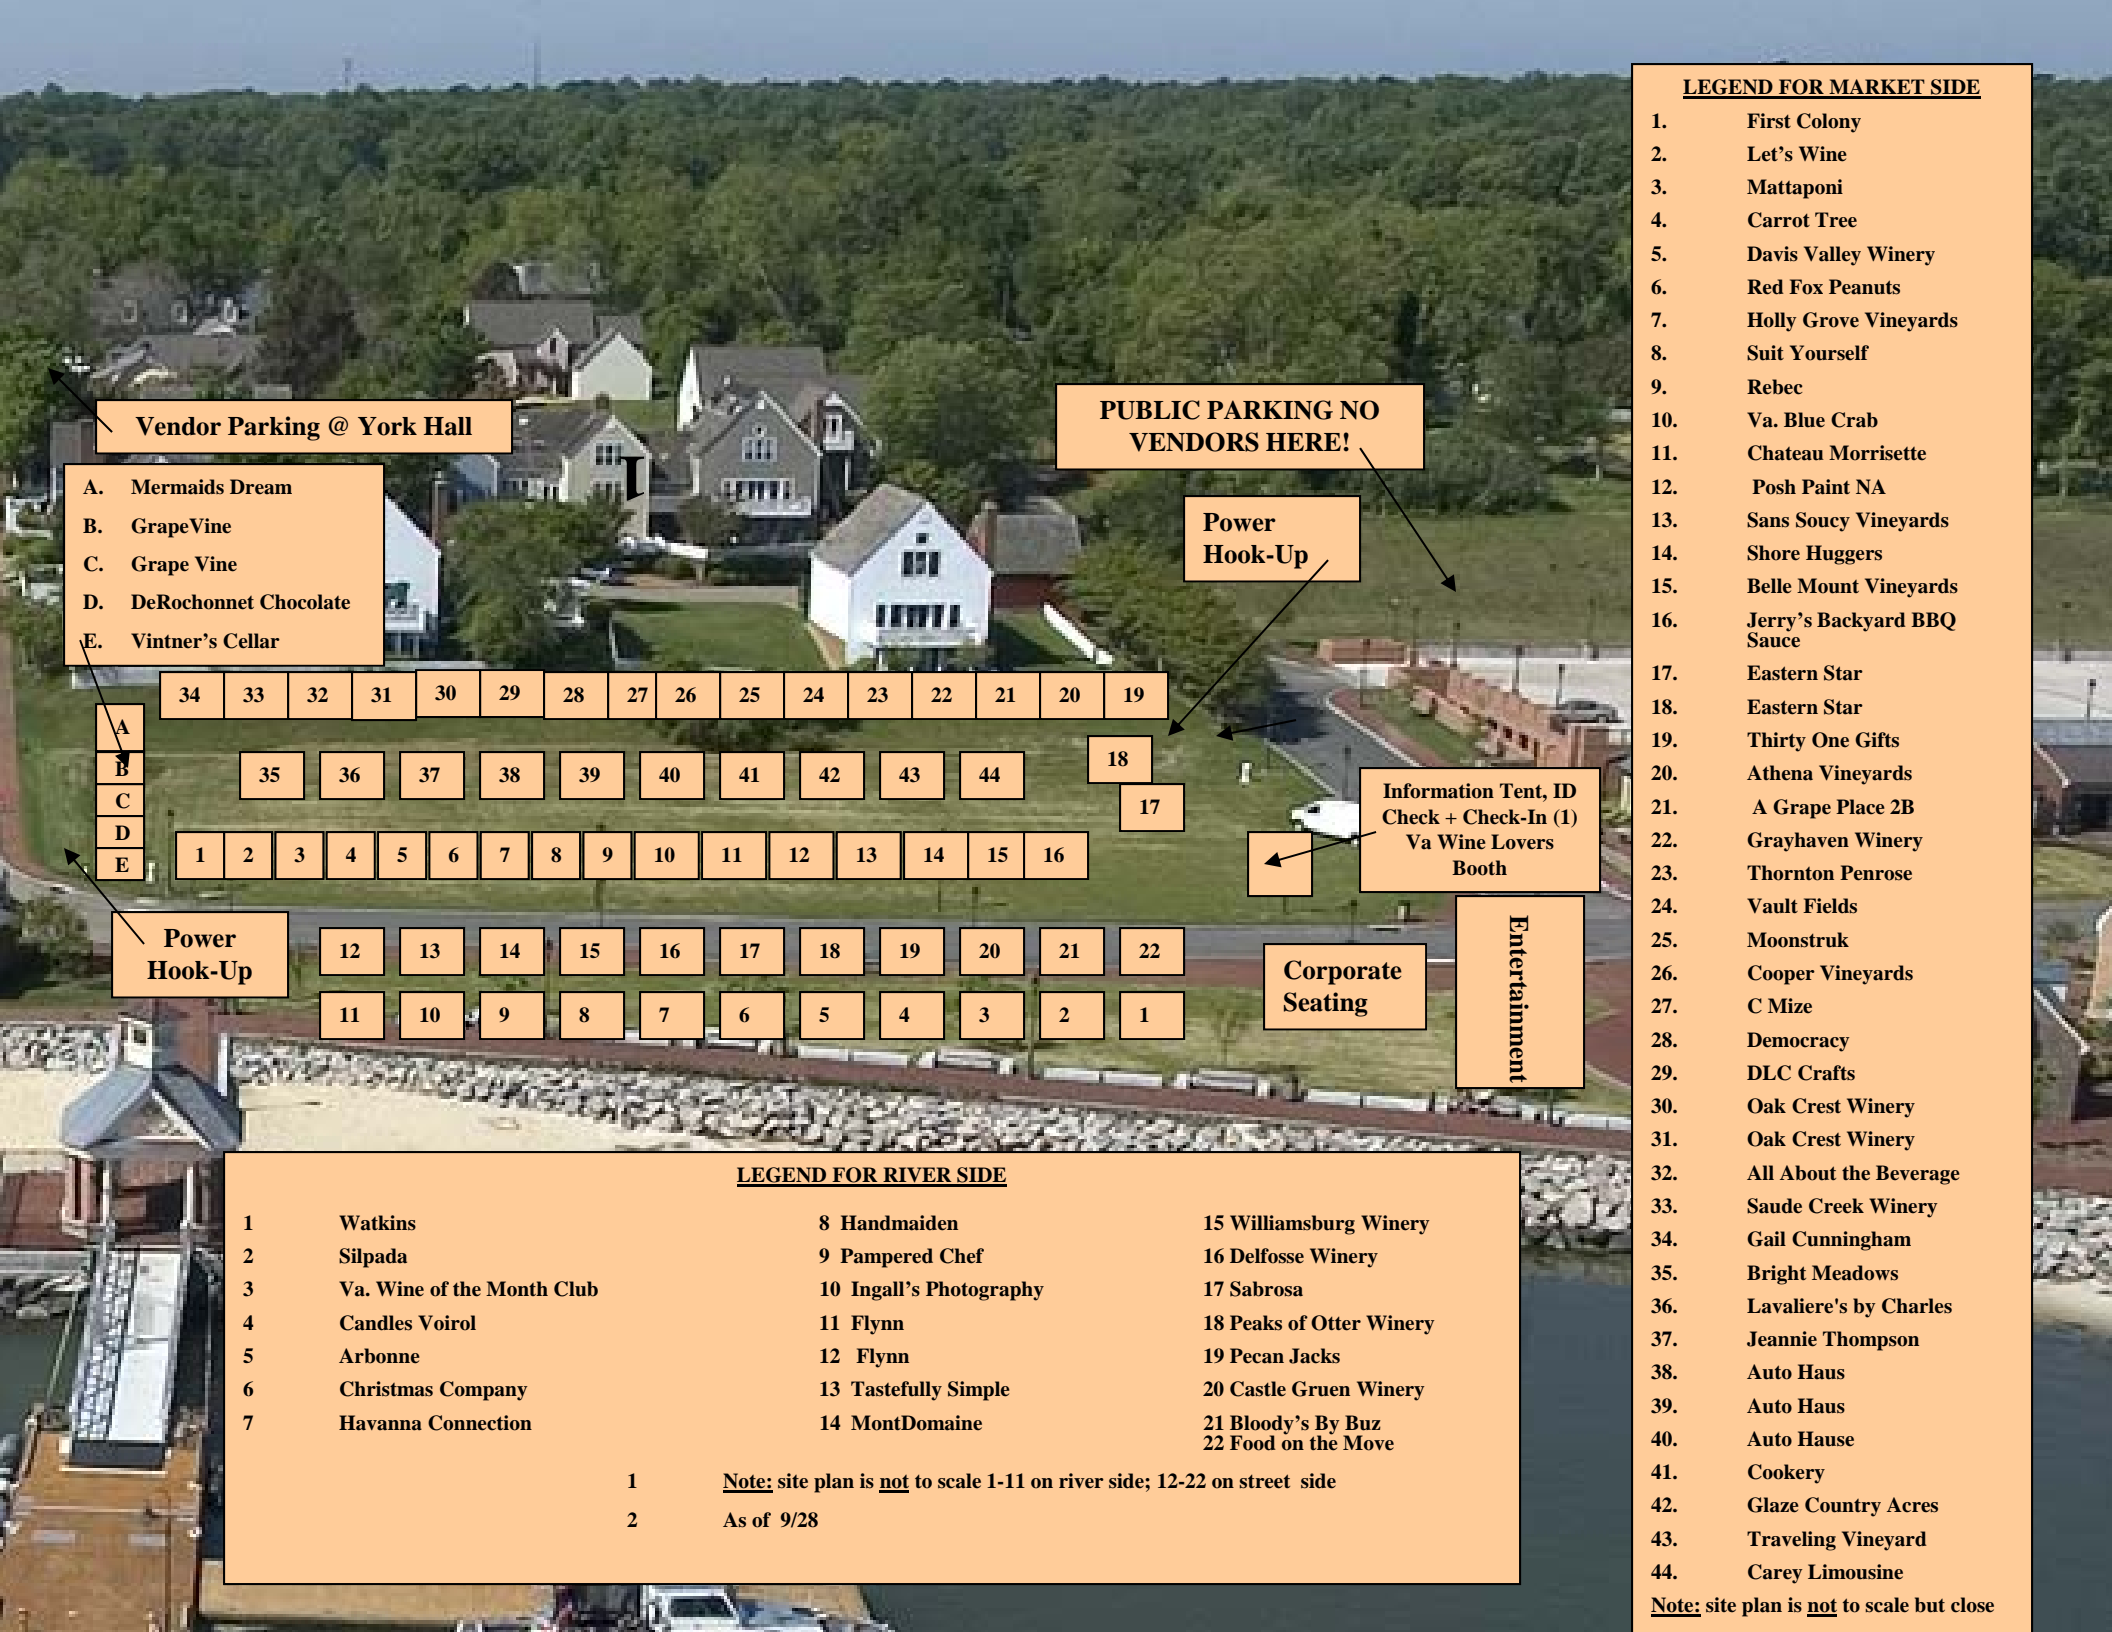 LEGEND FOR MARKET SIDE
1. First Colony
2. Let's Wine
3. Mattaponi
4. Carrot Tree
5. Davis Valley Winery
6. Red Fox Peanuts
7. Holly Grove Vineyards
8. Suit Yourself
9. Rebec
10. Va. Blue Crab
11. Chateau Morrisette
12. Posh Paint NA
13. Sans Soucy Vineyards
14. Shore Huggers
15. Belle Mount Vineyards
16. Jerry's Backyard BBQ
Sauce
17. Eastern Star
18. Eastern Star
19. Thirty One Gifts
20. Athena Vineyards
21. A Grape Place 2B
22. Grayhaven Winery
23. Thornton Penrose
24. Vault Fields
25. Moonstruk
26. Cooper Vineyards
27. C Mize
28. Democracy
29. DLC Crafts
30. Oak Crest Winery
31. Oak Crest Winery
32. All About the Beverage
33. Saude Creek Winery
34. Gail Cunningham
35. Bright Meadows
36. Lavaliere's by Charles
37. Jeannie Thompson
38. Auto Haus
39. Auto Haus
40. Auto Hause
41. Cookery
42. Glaze Country Acres
43. Traveling Vineyard
44. Carey Limousine
Note: site plan is not to scale but close
Vendor Parking @ York Hall
PUBLIC PARKING NO
VENDORS HERE!
I
A. Mermaids Dream
B. GrapeVine
C. Grape Vine
D. DeRochonnet Chocolate
E. Vintner's Cellar
Power
Hook-Up
34 33 32 31 30 29 28 27 26 25 24 23 22 21 20 19
A
B
C
D
E
35 36 37 38 39 40 41 42 43 44
18
17
1 2 3 4 5 6 7 8 9 10 11 12 13 14 15 16
Information Tent, ID
Check + Check-In (1)
Va Wine Lovers
Booth
Power
Hook-Up
12 13 14 15 16 17 18 19 20 21 22
11 10 9 8 7 6 5 4 3 2 1
Corporate
Seating
Entertainment
LEGEND FOR RIVER SIDE
1 Watkins
2 Silpada
3 Va. Wine of the Month Club
4 Candles Voirol
5 Arbonne
6 Christmas Company
7 Havanna Connection
8 Handmaiden
9 Pampered Chef
10 Ingall's Photography
11 Flynn
12 Flynn
13 Tastefully Simple
14 MontDomaine
15 Williamsburg Winery
16 Delfosse Winery
17 Sabrosa
18 Peaks of Otter Winery
19 Pecan Jacks
20 Castle Gruen Winery
21 Bloody's By Buz
22 Food on the Move
1 Note: site plan is not to scale 1-11 on river side; 12-22 on street side
2 As of 9/28